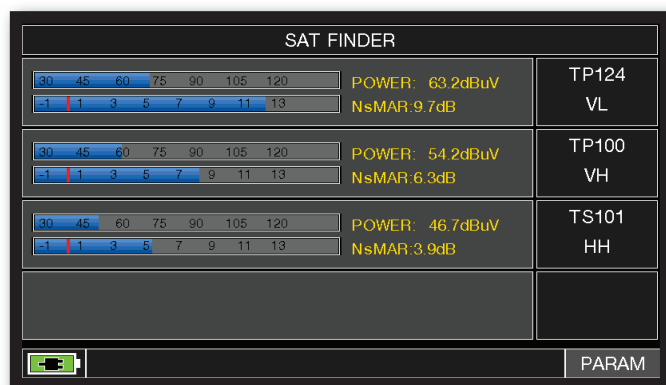 SAT FINDER
30 45 60 75 90 105 120
-1 1 3 5 7 9 11 13
POWER: 63.2dBuV
NsMAR:9.7dB
TP124
VL
30 45 60 75 90 105 120
-1 1 3 5 7 9 11 13
POWER: 54.2dBuV
NsMAR:6.3dB
TP100
VH
30 45 60 75 90 105 120
-1 1 3 5 7 9 11 13
POWER: 46.7dBuV
NsMAR:3.9dB
TS101
HH
PARAM